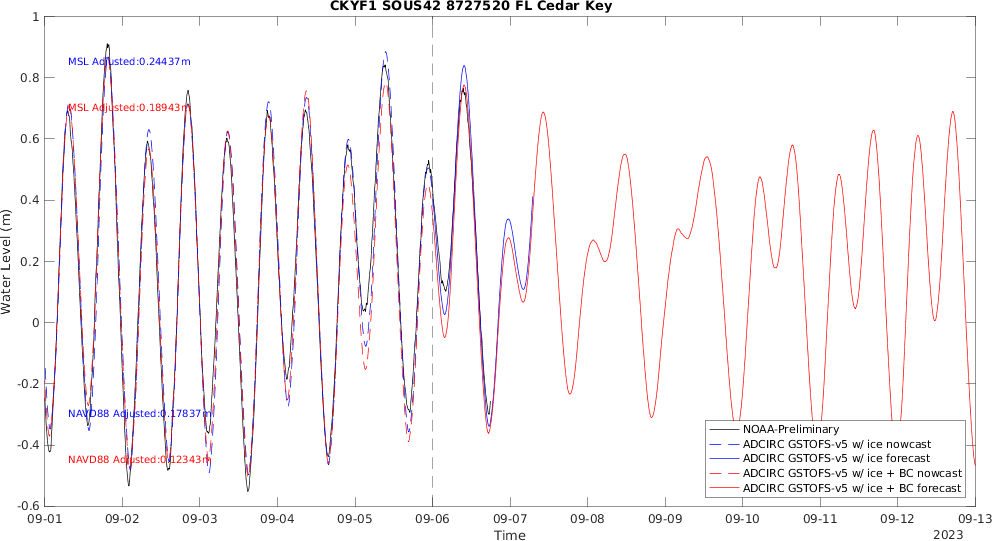 CKYF1 SOUS42 8727520 FL Cedar Key
1
0.8
0.6
0.4
0.2
0
-0.2
-0.4
-0.6
Water Level (m)
MSL Adjusted:0.24437m
MSL Adjusted:0.18943m
NAVD88 Adjusted:0.17837m
NAVD88 Adjusted:0.12343m
NOAA-Preliminary
ADCIRC GSTOFS-v5 w/ ice nowcast
ADCIRC GSTOFS-v5 w/ ice forecast
ADCIRC GSTOFS-v5 w/ ice + BC nowcast
ADCIRC GSTOFS-v5 w/ ice + BC forecast
09-01 09-02 09-03 09-04 09-05 09-06 09-07 09-08 09-09 09-10 09-11 09-12 09-13
Time
2023